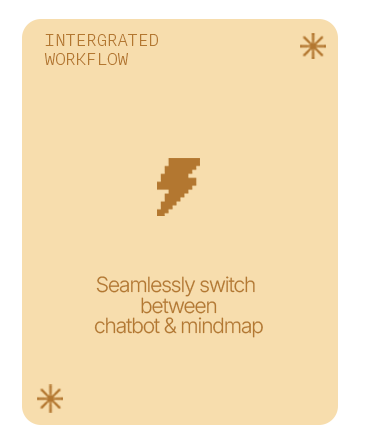 INTERGRATED
WORKFLOW
Seamlessly switch
between
chatbot & mindmap